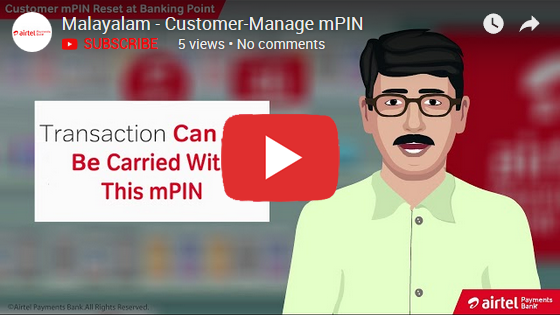 Customer mPIN Reset at Banking Point
airtel
Payments
Bank
Malayalam - Customer-Manage mPIN
SUBSCRIBE 5 views • No comments
Transaction Can
Be Carried Wit
This mPIN
©Airtel Payments Bank.All Rights Reserved.
airtel Payments
Bank